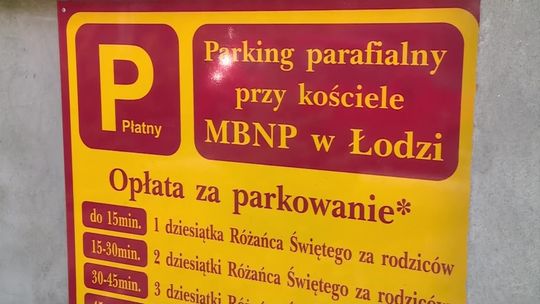 P
Płatny
Parking parafialny
przy kościele
MBNP w Łodzi
Opłata za parkowanie*
do 15min. 1 dziesiątka Różańca Świętego za rodziców
15-30min. 2 dziesiątki Różańca Świętego za rodziców
30-45min. 3 dziesiątki Różańca Świętego za rodziców